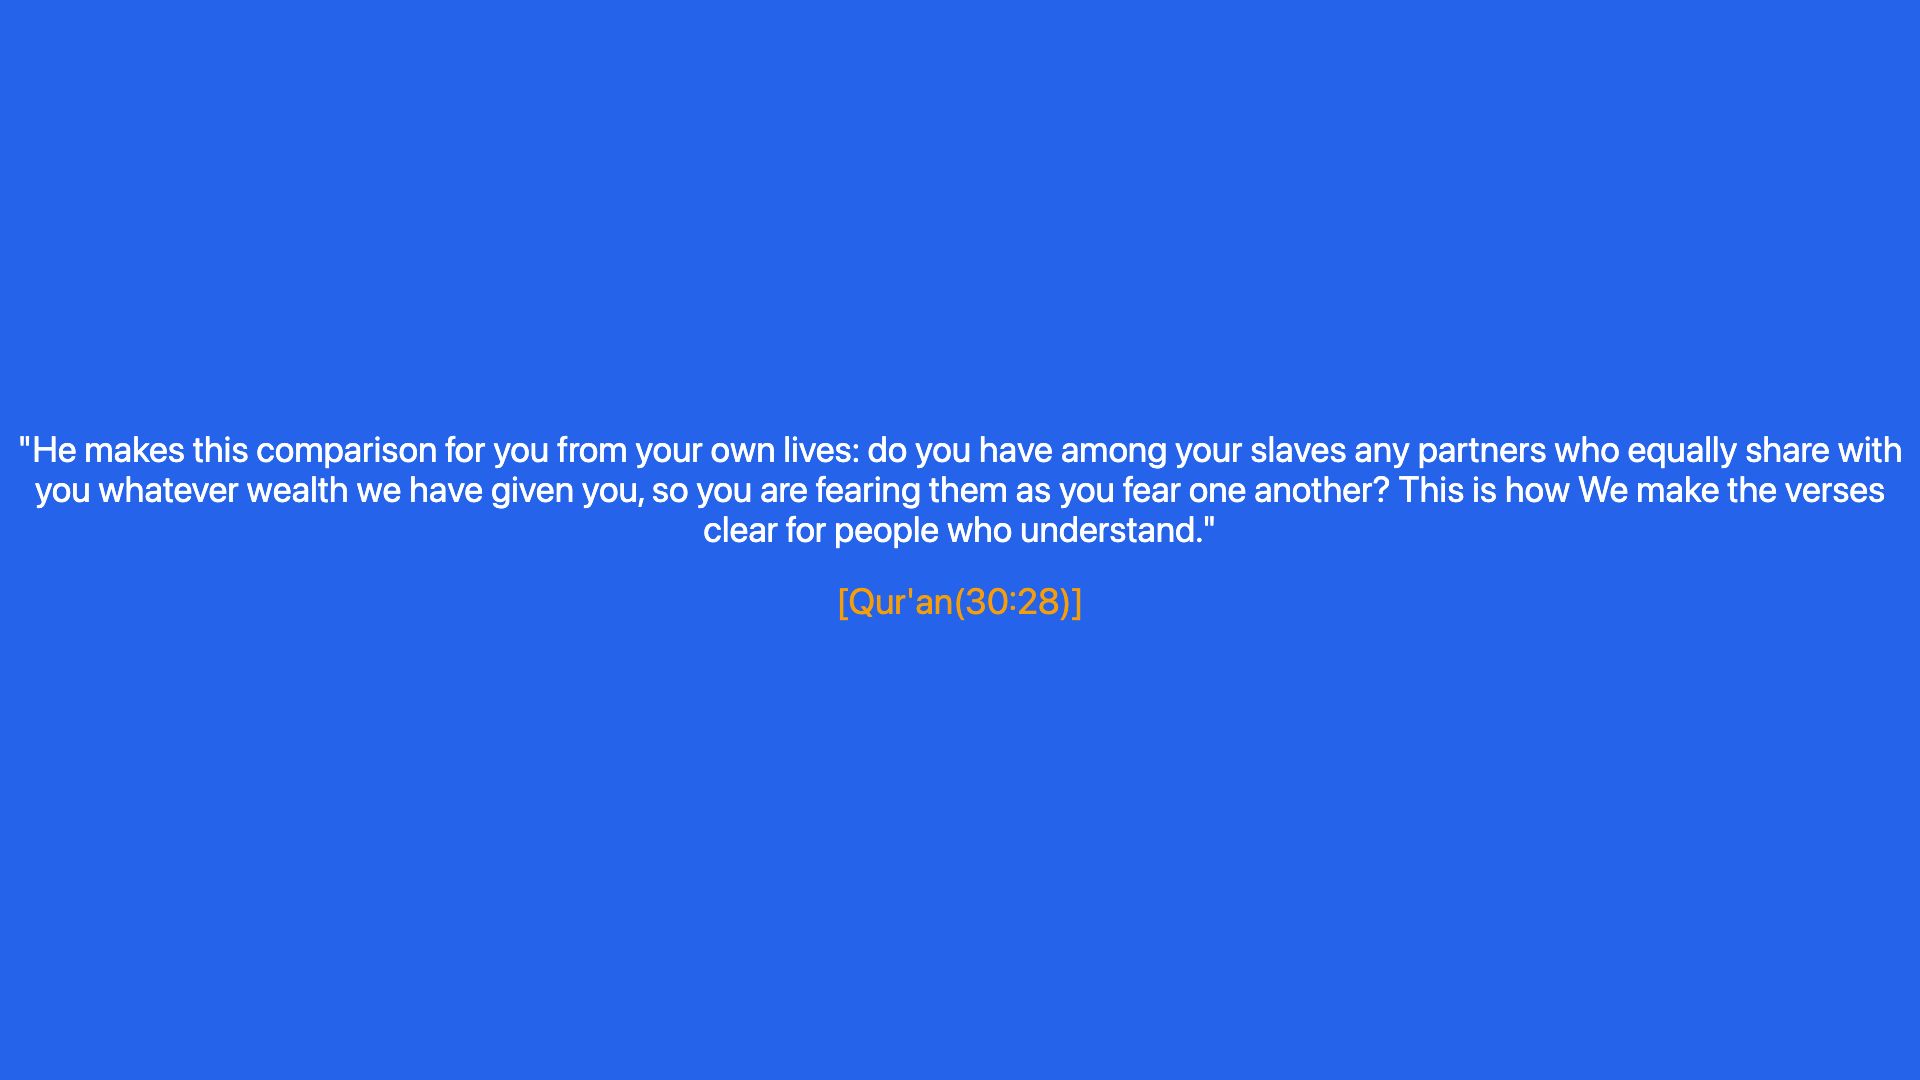 "He makes this comparison for you from your own lives: do you have among your slaves any partners who equally share with
you whatever wealth we have given you, so you are fearing them as you fear one another? This is how We make the verses
clear for people who understand."
[Qur'an(30:28)]